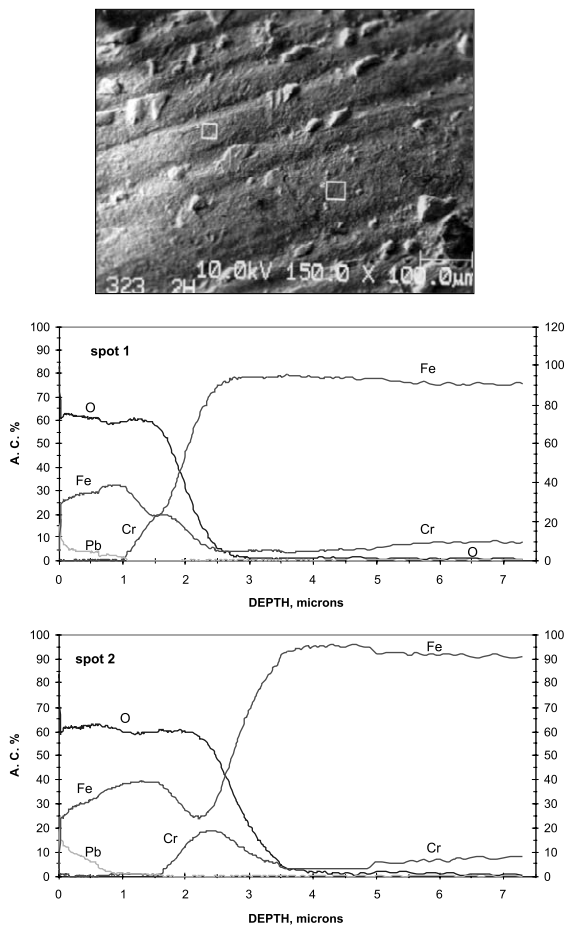 10.0kV 150.0 X 100.0µm
323 2H
100 120
90
80 100
70
60 80
50 60
40
30 40
20
10 20
0 0
spot 1
O
Fe
Pb
Cr
Fe
Cr
O
A. C. %
0 1 2 3 4 5 6 7
DEPTH, microns
100 100
90 90
80 80
70 70
60 60
50 50
40 40
30 30
20 20
10 10
0 0
spot 2
O
Fe
Pb
Cr
Fe
Cr
A. C. %
0 1 2 3 4 5 6 7
DEPTH, microns